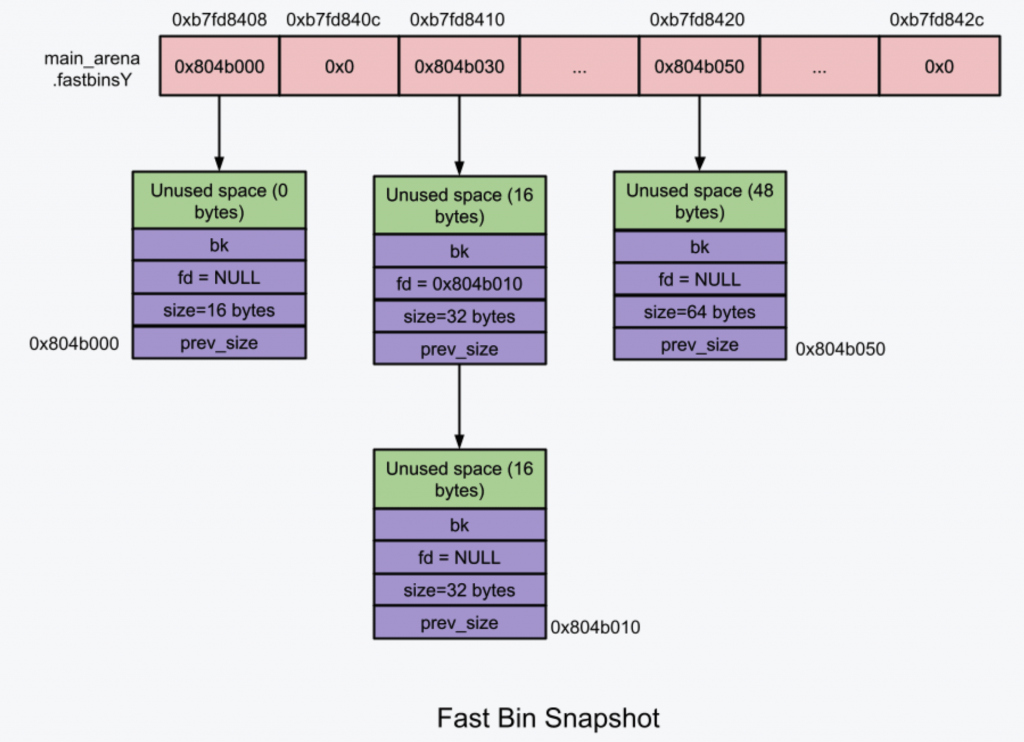 0xb7fd8408 0xb7fd840c 0xb7fd8410 0xb7fd8420 0xb7fd842c
main_arena
.fastbinsY
0x804b000 0x0 0x804b030 ... 0x804b050 ... 0x0
Unused space (0
bytes)
bk
fd = NULL
size=16 bytes
prev_size
0x804b000
Unused space (16
bytes)
bk
fd = 0x804b010
size=32 bytes
prev_size
Unused space (48
bytes)
bk
fd = NULL
size=64 bytes
prev_size
0x804b050
Unused space (16
bytes)
bk
fd = NULL
size=32 bytes
prev_size
0x804b010
Fast Bin Snapshot